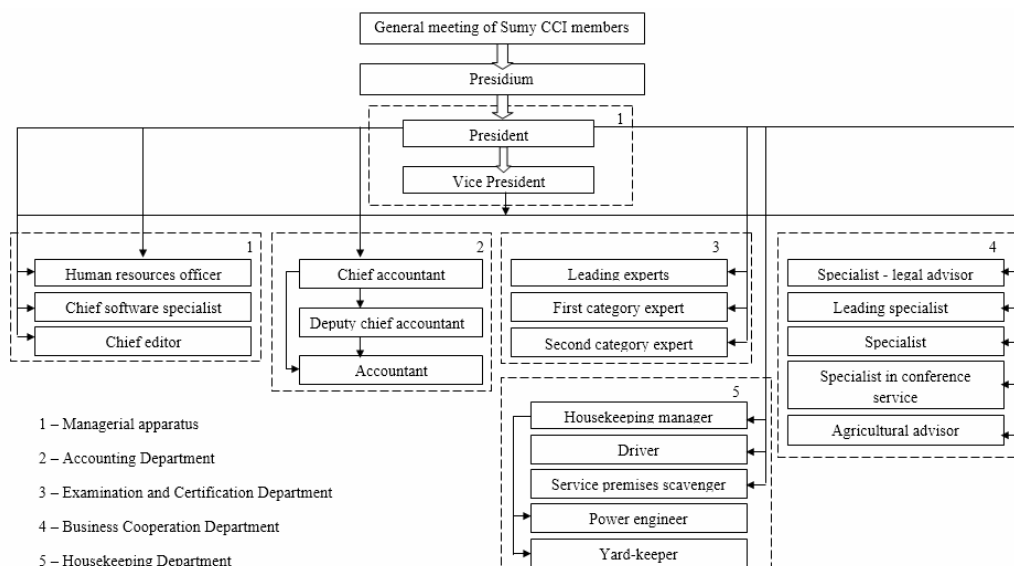 General meeting of Sumy CCI members
Presidium
1
President
Vice President
1
Human resources officer
Chief software specialist
Chief editor
2
Chief accountant
Deputy chief accountant
Accountant
3
Leading experts
First category expert
Second category expert
4
Specialist - legal advisor
Leading specialist
Specialist
Specialist in conference
service
Agricultural advisor
5
Housekeeping manager
Driver
Service premises scavenger
Power engineer
Yard-keeper
1 – Managerial apparatus
2 – Accounting Department
3 – Examination and Certification Department
4 – Business Cooperation Department
5 – Housekeeping Department